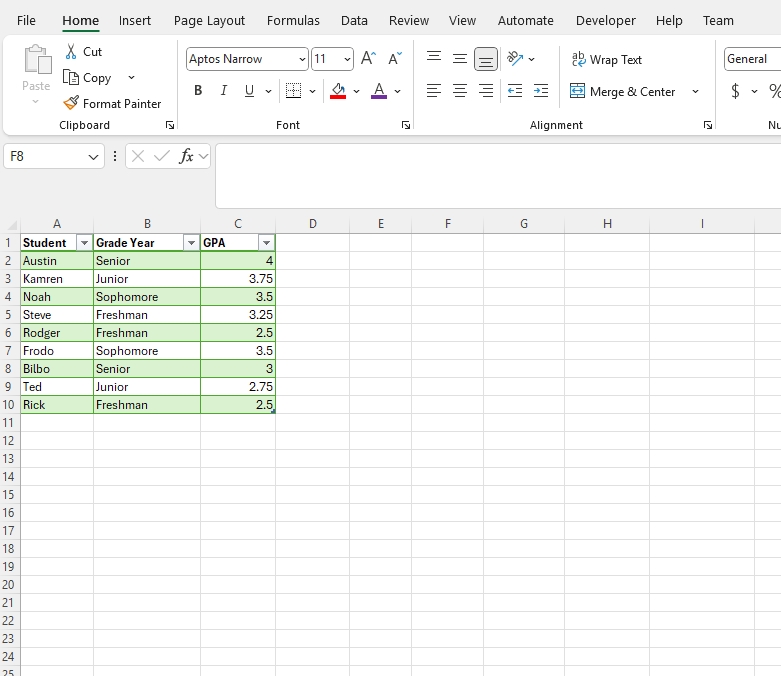 File Home Insert Page Layout Formulas Data Review View Automate Developer Help Team
Paste Cut Aptos Narrow 11 A A ab Wrap Text General
Copy B I U A Merge & Center $ %
Format Painter
Clipboard Font Alignment Nu
F8 fx
A B C D E F G H I
1 Student Grade Year GPA
2 Austin Senior 4
3 Kamren Junior 3.75
4 Noah Sophomore 3.5
5 Steve Freshman 3.25
6 Rodger Freshman 2.5
7 Frodo Sophomore 3.5
8 Bilbo Senior 3
9 Ted Junior 2.75
10 Rick Freshman 2.5
11
12
13
14
15
16
17
18
19
20
21
22
23
24
25